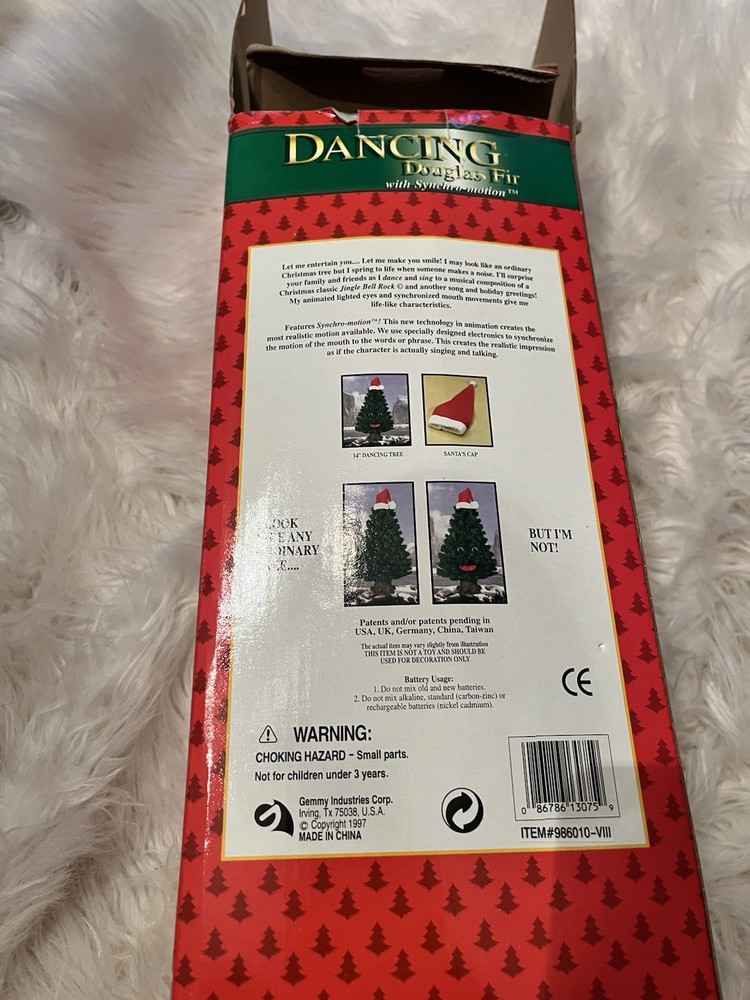 DANCING
Douglas Fir
with Synchro-motion™
Let me entertain you.... Let me make you smile! I may look like an ordinary
Christmas tree but I spring to life when someone makes a noise. I'll surprise
your family and friends as I dance and sing to a musical composition of a
Christmas classic Jingle Bell Rock © and another song and holiday greetings!
My animated lighted eyes and synchronized mouth movements give me
life-like characteristics.
Features Synchro-motion™! This new technology in animation creates the
most realistic motion available. We use specially designed electronics to synchronize
the motion of the mouth to the words or phrase. This creates the realistic impression
as if the character is actually singing and talking.
14" DANCING TREE
SANTA'S CAP
ANY
BUT I'M
NOT!
Patents and/or patents pending in
USA, UK, Germany, China, Taiwan
The actual item may vary slightly from illustration
THIS ITEM IS NOT A TOY AND SHOULD BE
USED FOR DECORATION ONLY
Battery Usage:
1. Do not mix old and new batteries.
2. Do not mix alkaline, standard (carbon-zinc) or
rechargeable batteries (nickel cadmium).
CE
WARNING:
CHOKING HAZARD - Small parts.
Not for children under 3 years.
Gemmy Industries Corp.
Irving, Tx 75038, U.S.A.
© Copyright 1997
MADE IN CHINA
0 86786 13075 9
ITEM#986010-VIII